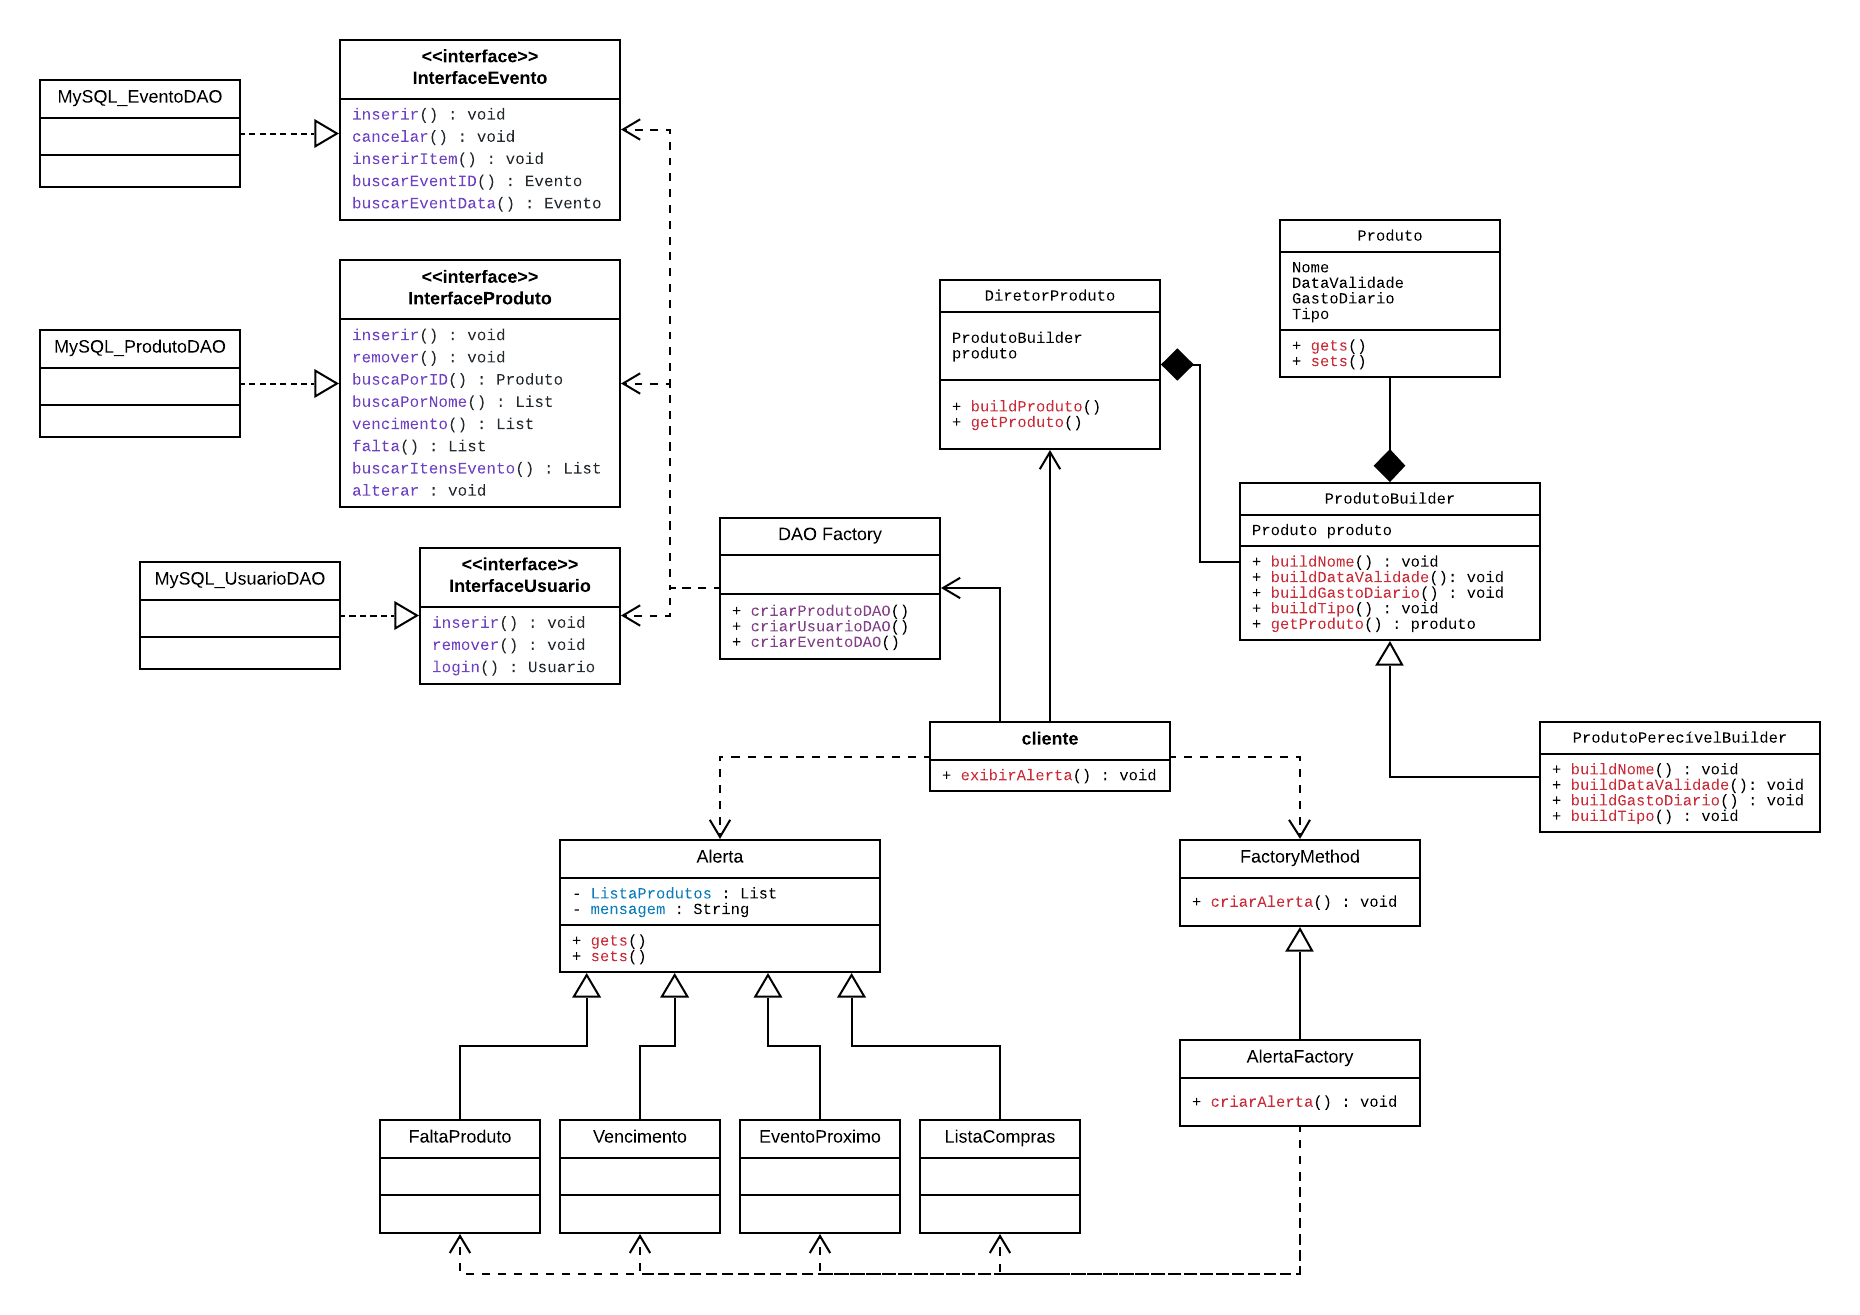 <<interface>>
InterfaceEvento
inserir() : void
cancelar() : void
inserirItem() : void
buscarEventID() : Evento
buscarEventData() : Evento
MySQL_EventoDAO
<<interface>>
InterfaceProduto
inserir() : void
remover() : void
buscaPorID() : Produto
buscaPorNome() : List
vencimento() : List
falta() : List
buscarItensEvento() : List
alterar : void
MySQL_ProdutoDAO
<<interface>>
InterfaceUsuario
inserir() : void
remover() : void
login() : Usuario
MySQL_UsuarioDAO
DAO Factory
+ criarProdutoDAO()
+ criarUsuarioDAO()
+ criarEventoDAO()
DiretorProduto
ProdutoBuilder
produto
+ buildProduto()
+ getProduto()
Produto
Nome
DataValidade
GastoDiario
Tipo
+ gets()
+ sets()
ProdutoBuilder
Produto produto
+ buildNome() : void
+ buildDataValidade(): void
+ buildGastoDiario() : void
+ buildTipo() : void
+ getProduto() : produto
ProdutoPerecívelBuilder
+ buildNome() : void
+ buildDataValidade(): void
+ buildGastoDiario() : void
+ buildTipo() : void
cliente
+ exibirAlerta() : void
Alerta
- ListaProdutos : List
- mensagem : String
+ gets()
+ sets()
FactoryMethod
+ criarAlerta() : void
AlertaFactory
+ criarAlerta() : void
FaltaProduto
Vencimento
EventoProximo
ListaCompras